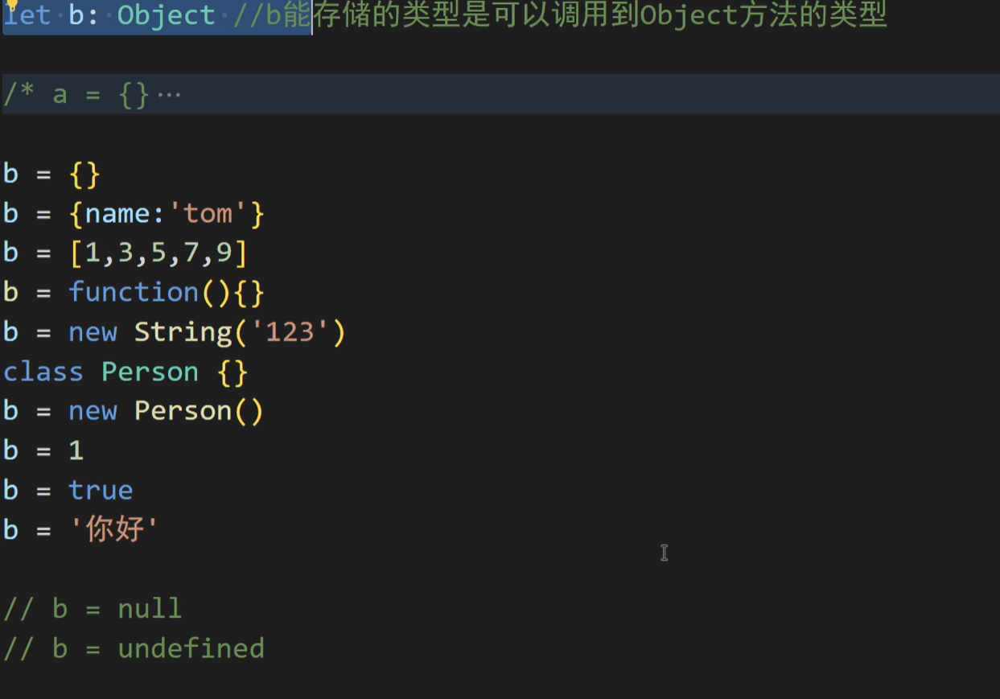 let b: Object //b能存储的类型是可以调用到Object方法的类型
/* a = {}···
b = {}
b = {name:'tom'}
b = [1,3,5,7,9]
b = function(){}
b = new String('123')
class Person {}
b = new Person()
b = 1
b = true
b = '你好'
// b = null
// b = undefined